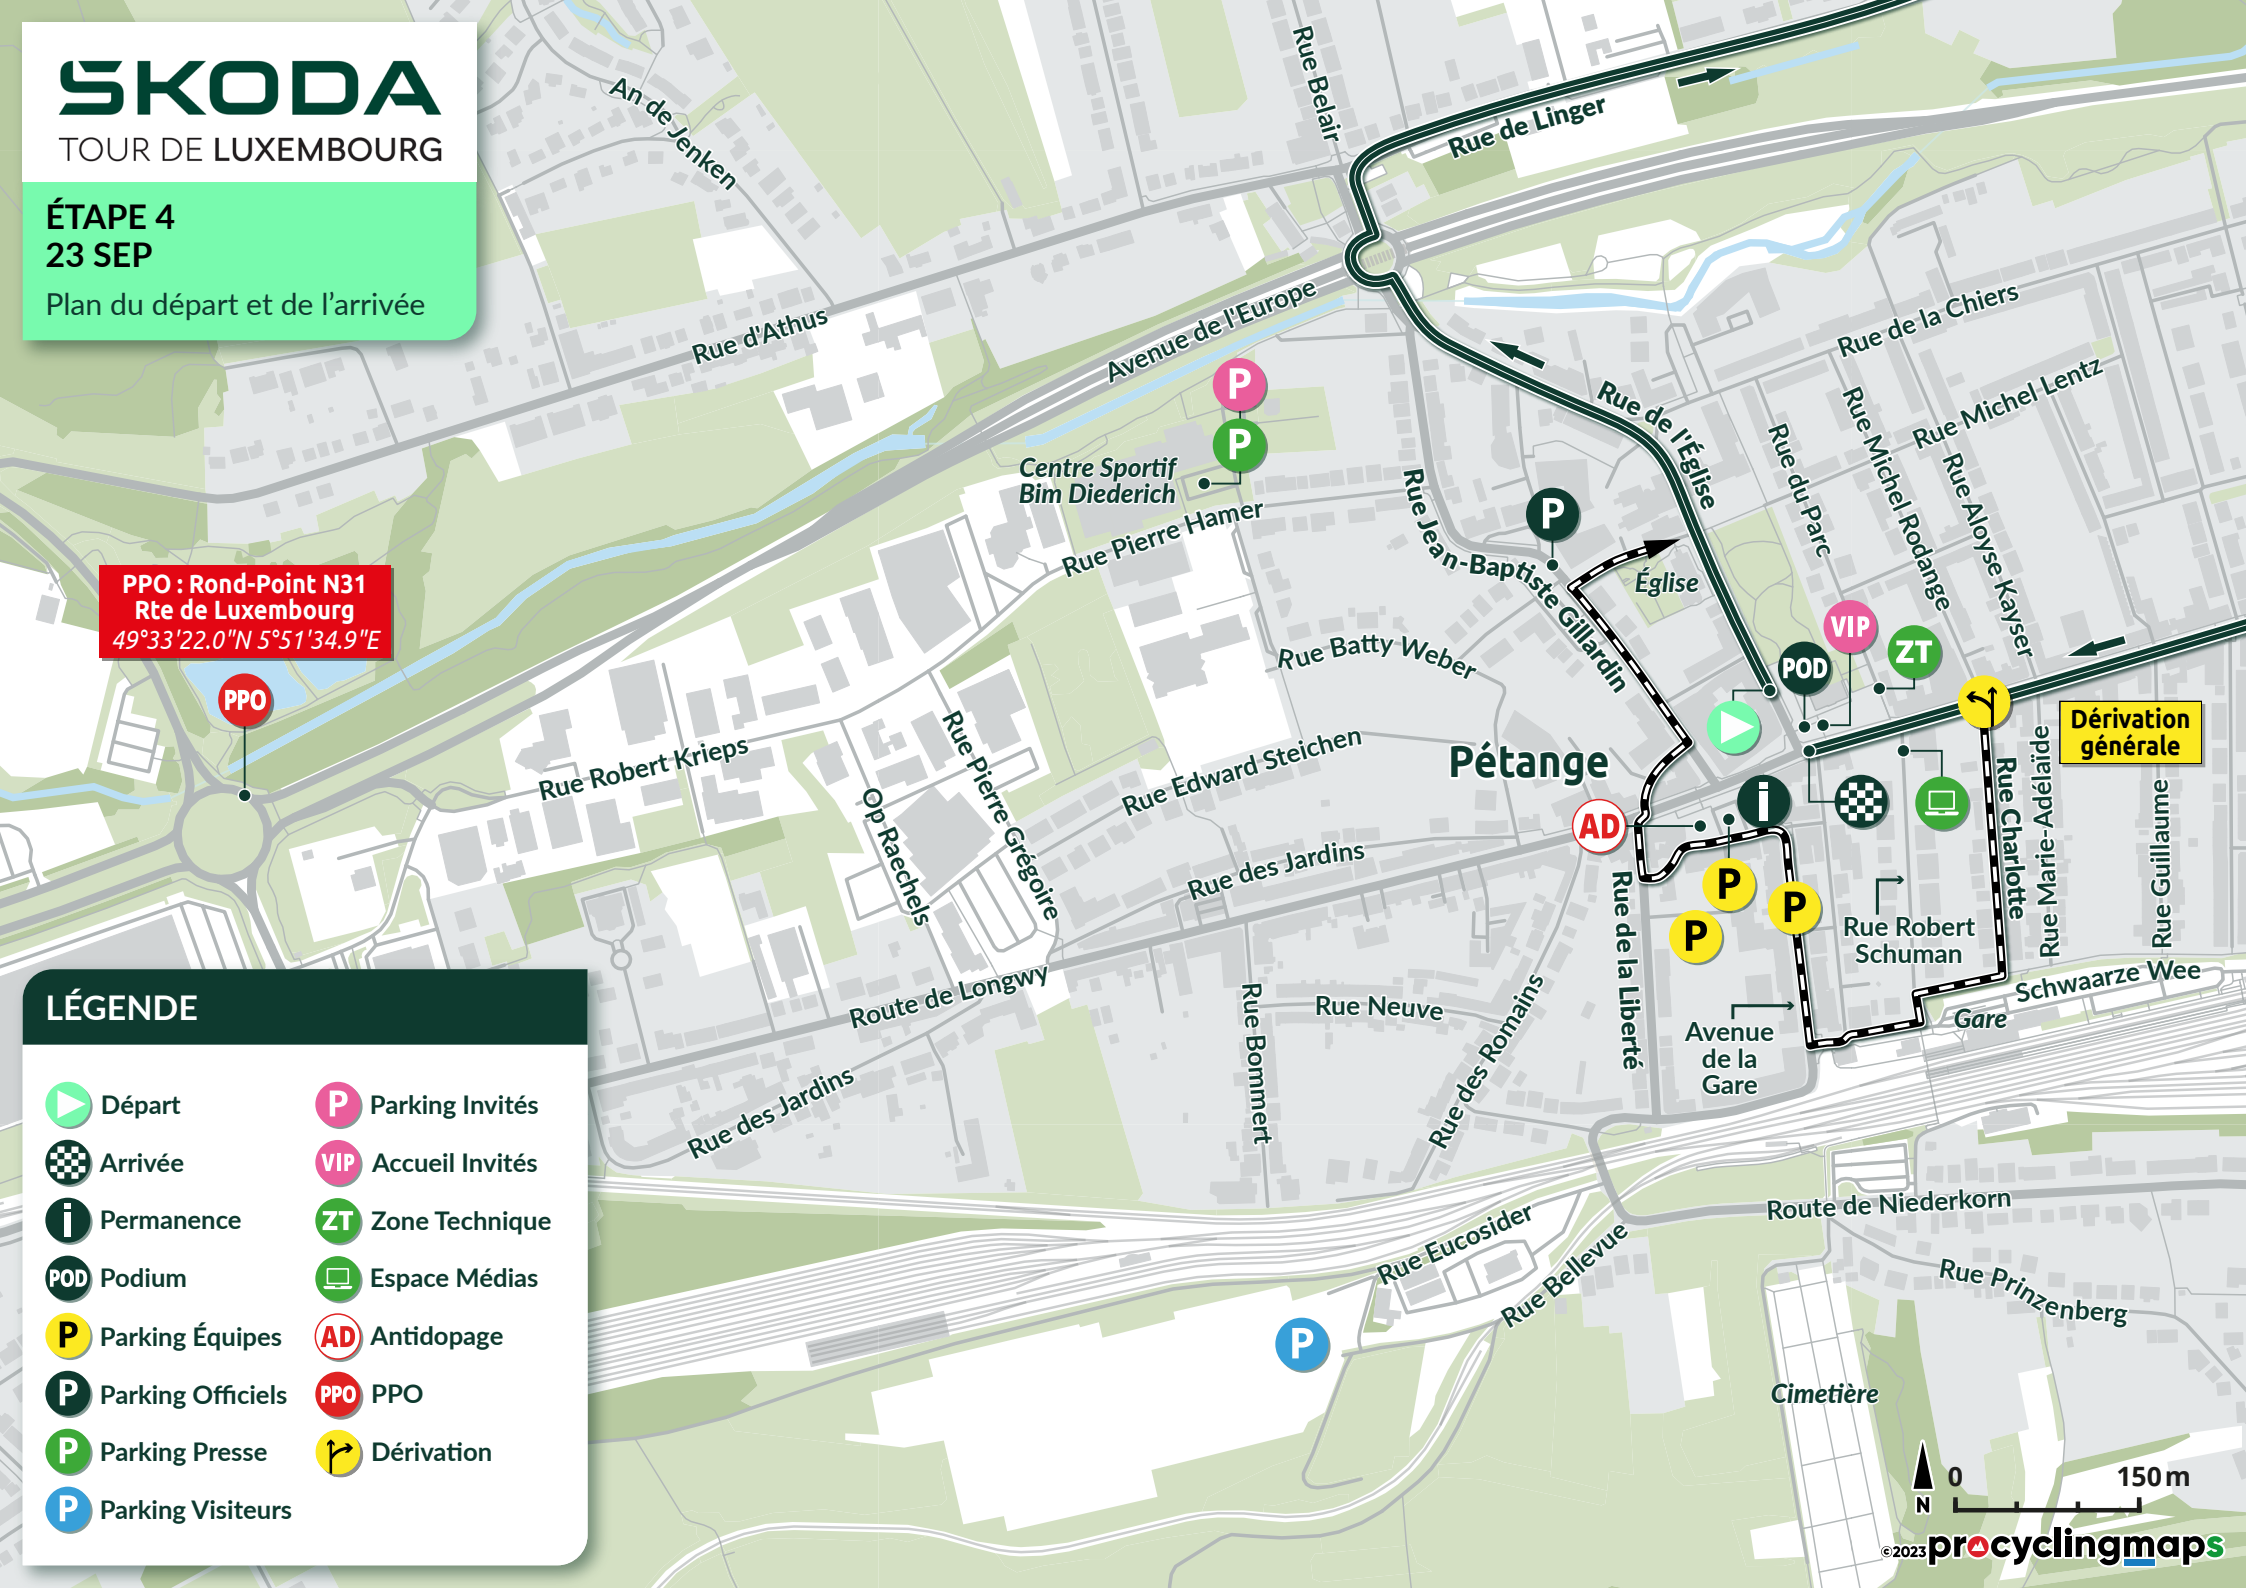 SKODA
TOUR DE LUXEMBOURG
ÉTAPE 4
23 SEP
Plan du départ et de l’arrivée
An de Jenken
Rue Belair
Rue de Linger
Rue d'Athus
Avenue de l'Europe
Rue de la Chiers
Rue Michel Lentz
Rue de l'Église
Rue du Parc
Rue Michel Rodange
Rue Aloyse Kayser
P
P
Centre Sportif
Bim Diederich
Rue Pierre Hamer
Rue Jean-Baptiste Gillardin
P
Église
PPO : Rond-Point N31
Rte de Luxembourg
49°33'22.0"N 5°51'34.9"E
PPO
VIP
ZT
POD
Rue Batty Weber
Dérivation
générale
Pétange
Rue Robert Krieps
Rue Pierre Grégoire
Op Raechels
Rue Edward Steichen
Rue des Jardins
AD
i
P
P
P
Rue Charlotte
Rue Marie-Adélaïde
Rue Guillaume
Rue Robert
Schuman
Rue de la Liberté
Schwaarze Wee
Gare
Avenue
de la
Gare
Route de Longwy
Rue Neuve
Rue Bommert
Rue des Romains
Rue des Jardins
Route de Niederkorn
Rue Eucosider
Rue Bellevue
Rue Prinzenberg
P
Cimetière
LÉGENDE
Départ
P Parking Invités
Arrivée
VIP Accueil Invités
i Permanence
ZT Zone Technique
POD Podium
Espace Médias
P Parking Équipes
AD Antidopage
P Parking Officiels
PPO PPO
P Parking Presse
Dérivation
P Parking Visiteurs
N
0 150 m
©2023 procyclingmaps